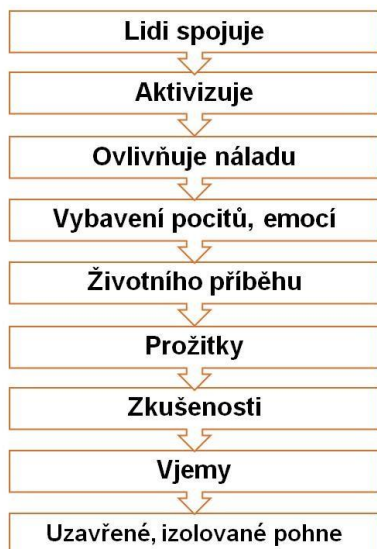 Lidi spojuje
Aktivizuje
Ovlivňuje náladu
Vybavení pocitů, emocí
Životního příběhu
Prožitky
Zkušenosti
Vjemy
Uzavřené, izolované pohne